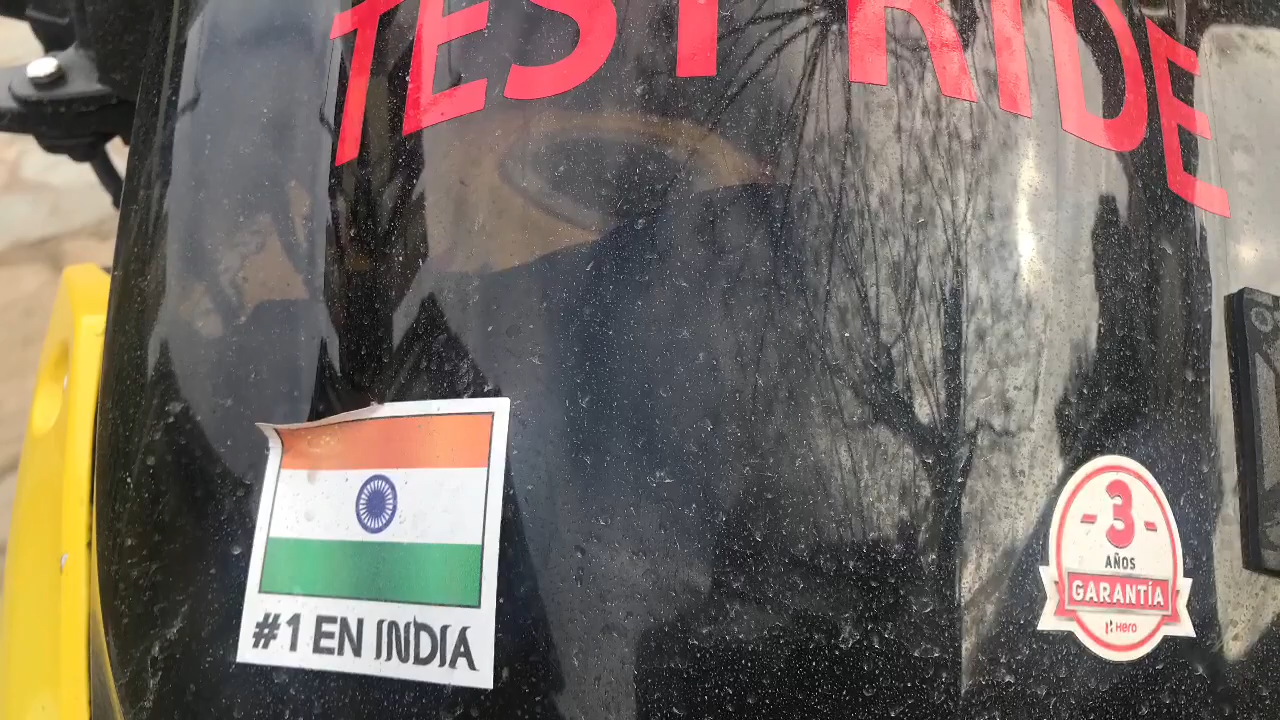 TEST RIDE
#1 EN INDIA
- 3 -
AÑOS
GARANTÍA
Hero